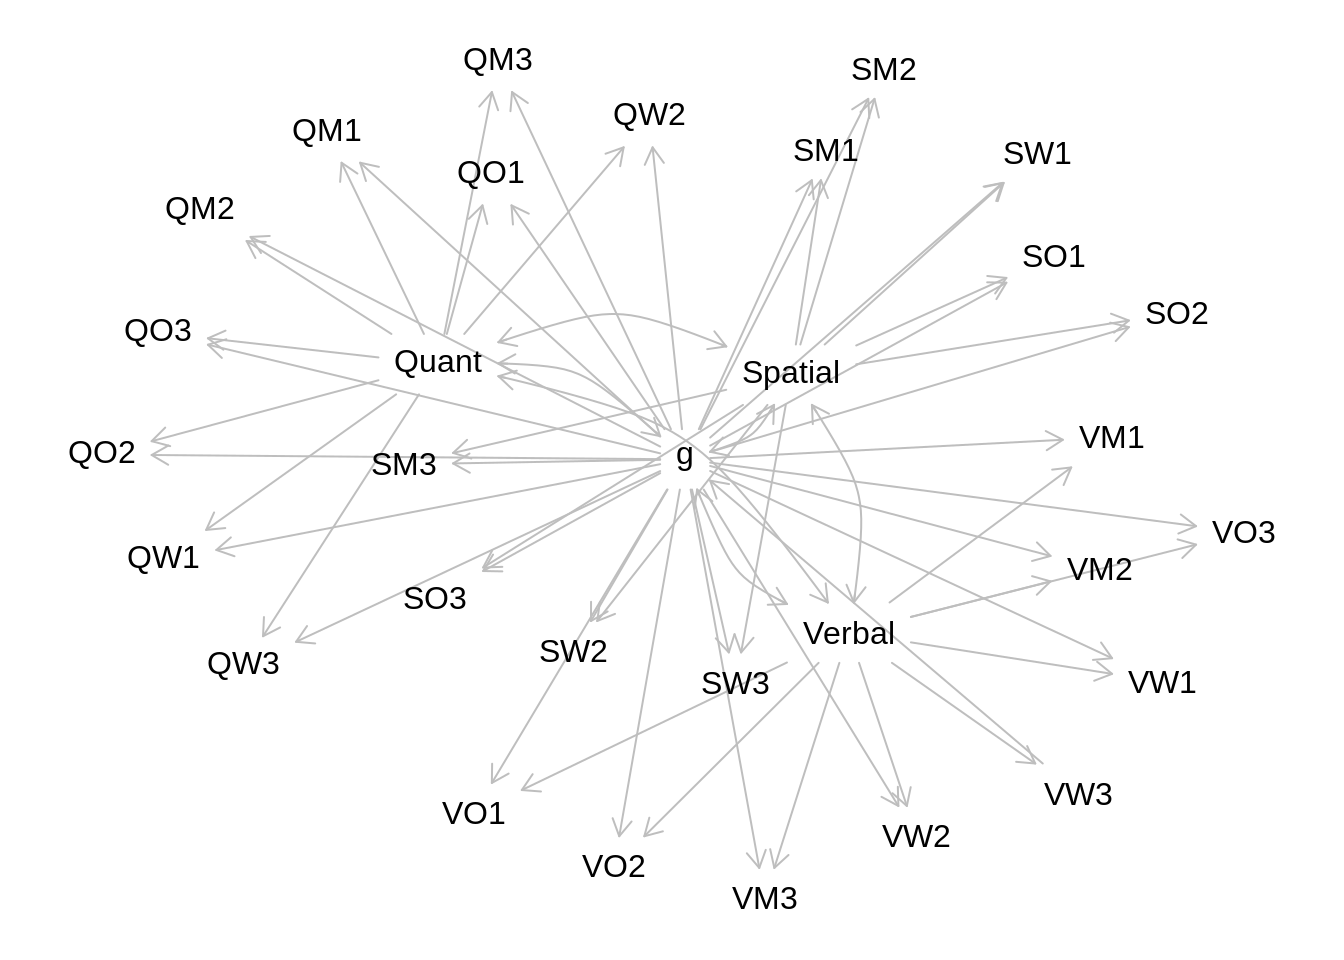 QM3
SM2
QW2
QM1
SM1
SW1
QO1
QM2
SO1
SO2
QO3
Quant
Spatial
VM1
QO2
SM3
g
VO3
QW1
VM2
SO3
Verbal
SW2
QW3
SW3
VW1
VW3
VO1
VW2
VO2
VM3